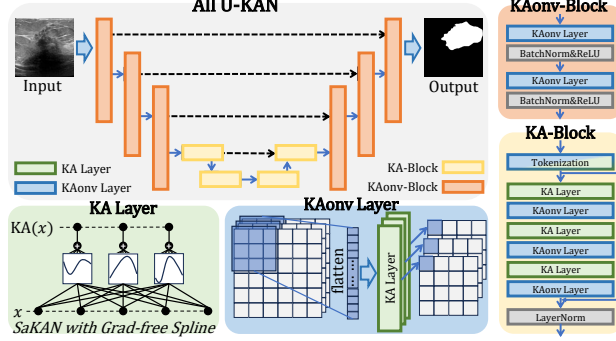 All U-KAN
Input
Output
KA Layer
KAonv Layer
KA-Block
KAonv-Block
KA Layer
KA(x)
x
SaKAN with Grad-free Spline
KAonv Layer
flatten
KA Layer
KAonv-Block
KAonv Layer
BatchNorm&ReLU
KAonv Layer
BatchNorm&ReLU
KA-Block
Tokenization
KA Layer
KAonv Layer
KA Layer
KAonv Layer
KA Layer
KAonv Layer
LayerNorm